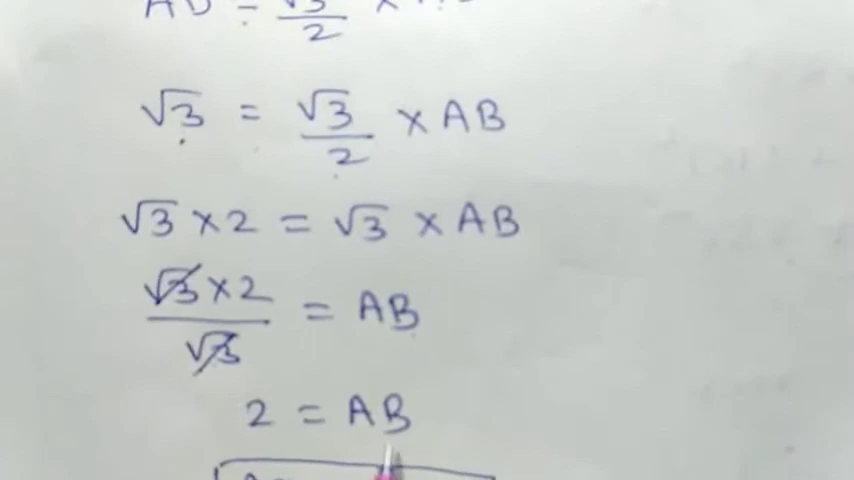 √3 = √3/2 × AB
√3 × 2 = √3 × AB
√3 × 2 / √3 = AB
2 = AB